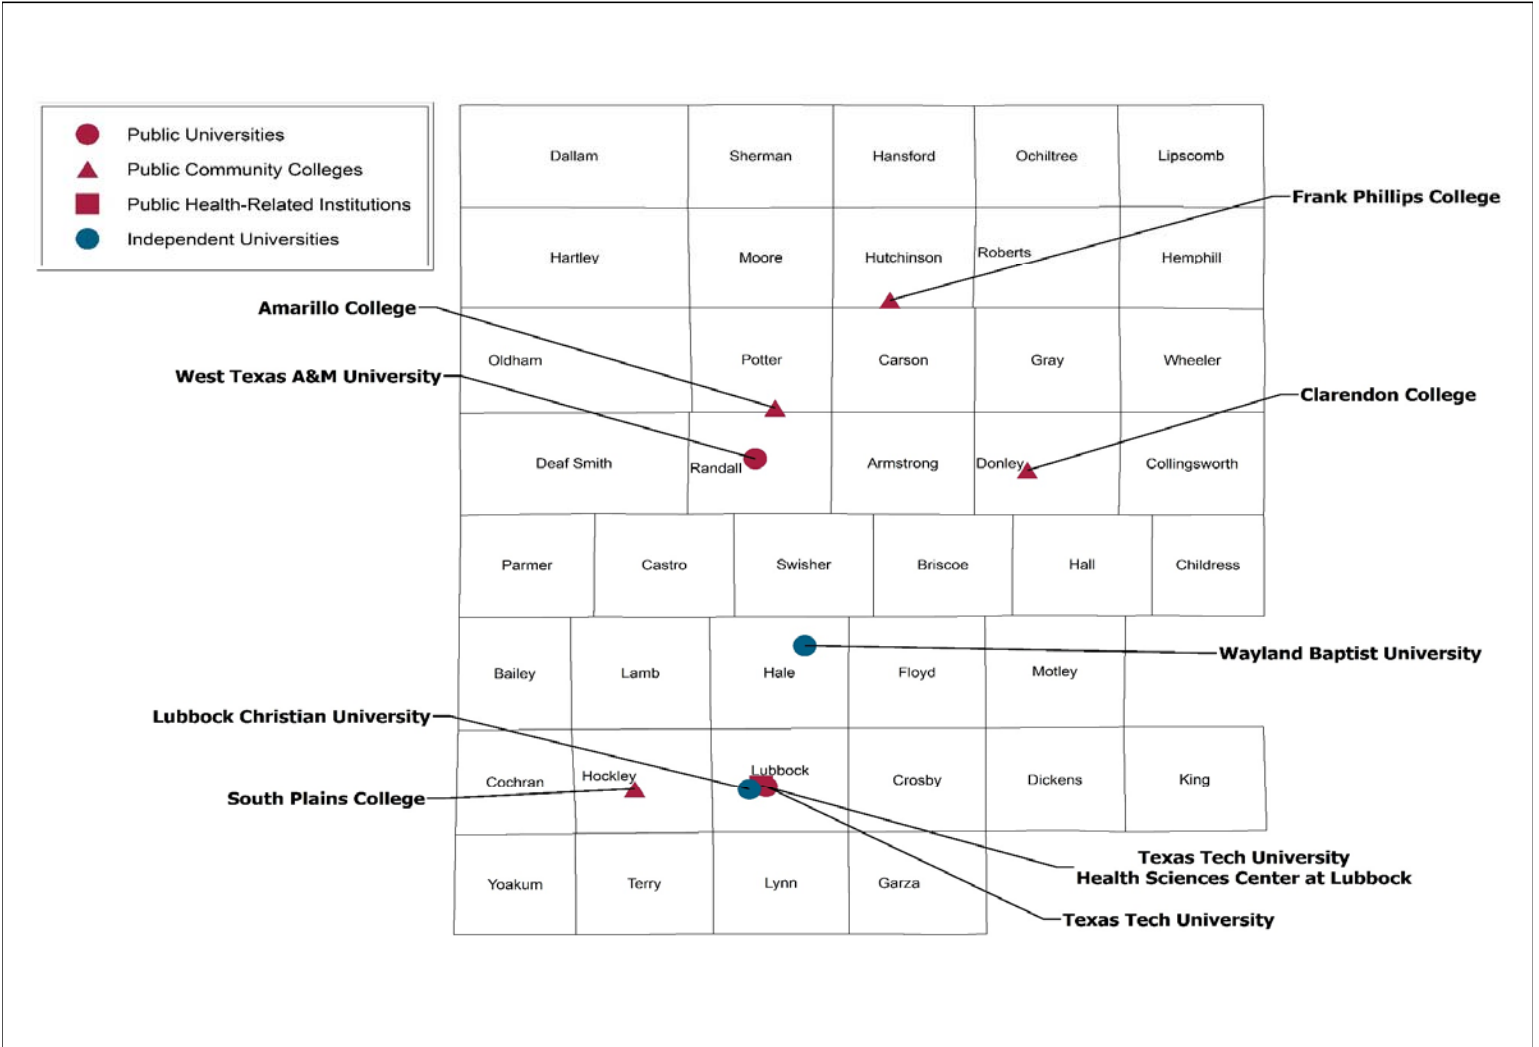 Public Universities
Public Community Colleges
Public Health-Related Institutions
Independent Universities
Dallam
Sherman
Hansford
Ochiltree
Lipscomb
Frank Phillips College
Hartley
Moore
Hutchinson
Roberts
Hemphill
Amarillo College
Oldham
Potter
Carson
Gray
Wheeler
West Texas A&M University
Clarendon College
Deaf Smith
Randall
Armstrong
Donley
Collingsworth
Parmer
Castro
Swisher
Briscoe
Hall
Childress
Wayland Baptist University
Bailey
Lamb
Hale
Floyd
Motley
Lubbock Christian University
Cochran
Hockley
Lubbock
Crosby
Dickens
King
South Plains College
Texas Tech University
Health Sciences Center at Lubbock
Yoakum
Terry
Lynn
Garza
Texas Tech University